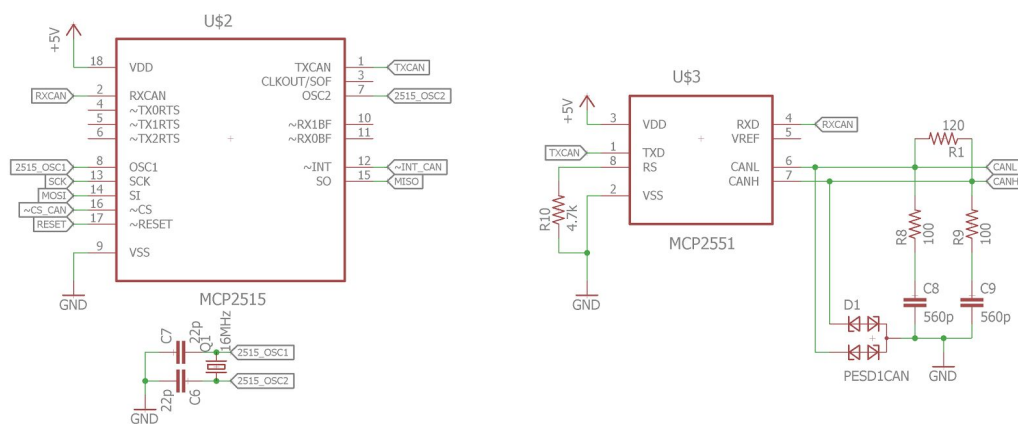 U$2
+5V
18 VDD TXCAN 1 TXCAN
CLKOUT/SOF 3
RXCAN 2 RXCAN OSC2 7 2515_OSC2
4 ~TX0RTS
5 ~TX1RTS ~RX1BF 10
6 ~TX2RTS ~RX0BF 11
2515_OSC1 8 OSC1 ~INT 12 ~INT_CAN
SCK 13 SCK SO 15 MISO
MOSI 14 SI
~CS_CAN 16 ~CS
RESET 17 ~RESET
9 VSS
GND
MCP2515
C7
22p
Q1
16MHz
2515_OSC1
2515_OSC2
22p
C6
GND
U$3
+5V
3 VDD RXD 4 RXCAN
VREF 5
TXCAN 1 TXD
8 RS CANL 6
CANH 7
2 VSS
R10
4.7k
MCP2551
GND
120
R1
CANL
CANH
R8
100
R9
100
C8
560p
C9
560p
D1
PESD1CAN
GND